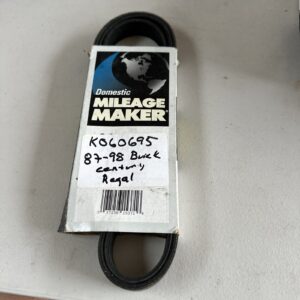 Domestic
MILEAGE
MAKER
K060695
87-98 Buick
century
Regal